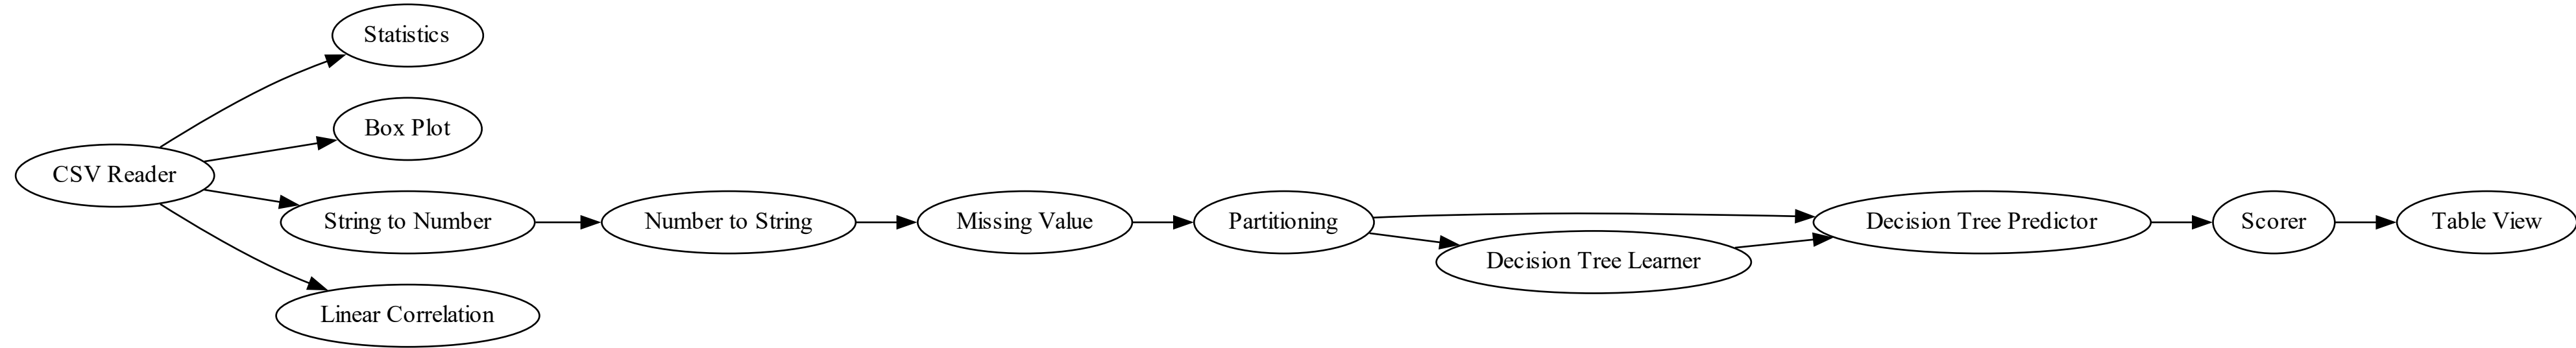 Statistics
Box Plot
CSV Reader
String to Number
Number to String
Missing Value
Partitioning
Decision Tree Predictor
Scorer
Table View
Decision Tree Learner
Linear Correlation